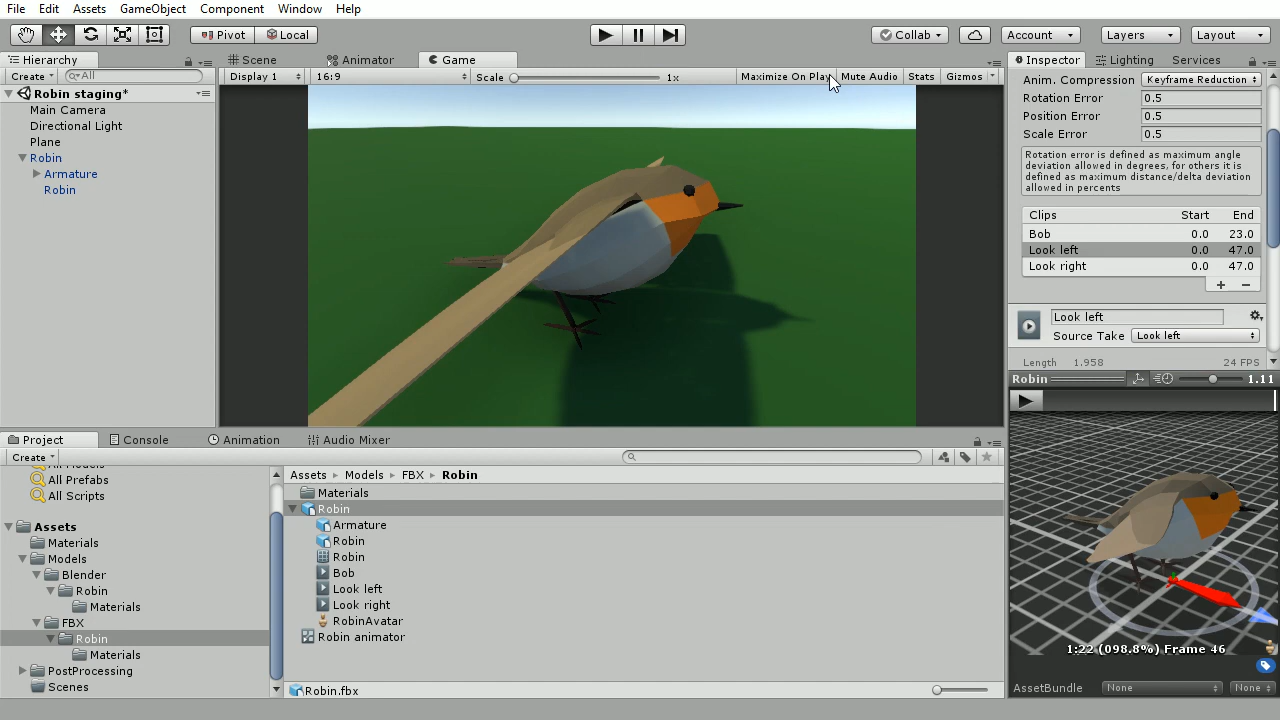 File Edit Assets GameObject Component Window Help
Pivot Local Collab Account Layers Layout
Hierarchy Scene Animator Game Inspector Lighting Services
Create All Display 1 16:9 Scale 1x Maximize On Play Mute Audio Stats Gizmos
Robin staging*
Main Camera
Directional Light
Plane
Robin
Armature
Robin
Anim. Compression Keyframe Reduction
Rotation Error 0.5
Position Error 0.5
Scale Error 0.5
Rotation error is defined as maximum angle
deviation allowed in degrees, for others it is
defined as maximum distance/delta deviation
allowed in percents
Clips Start End
Bob 0.0 23.0
Look left 0.0 47.0
Look right 0.0 47.0
+ −
Look left
Source Take Look left
Length 1.958 24 FPS
Robin 1.11
1:22 (098.8%) Frame 46
AssetBundle None None
Project Console Animation Audio Mixer
Create
All Models
All Prefabs
All Scripts
Assets
Materials
Models
Blender
Robin
Materials
FBX
Robin
Materials
PostProcessing
Scenes
Assets Models FBX Robin
Materials
Robin
Armature
Robin
Robin
Bob
Look left
Look right
RobinAvatar
Robin animator
Robin.fbx